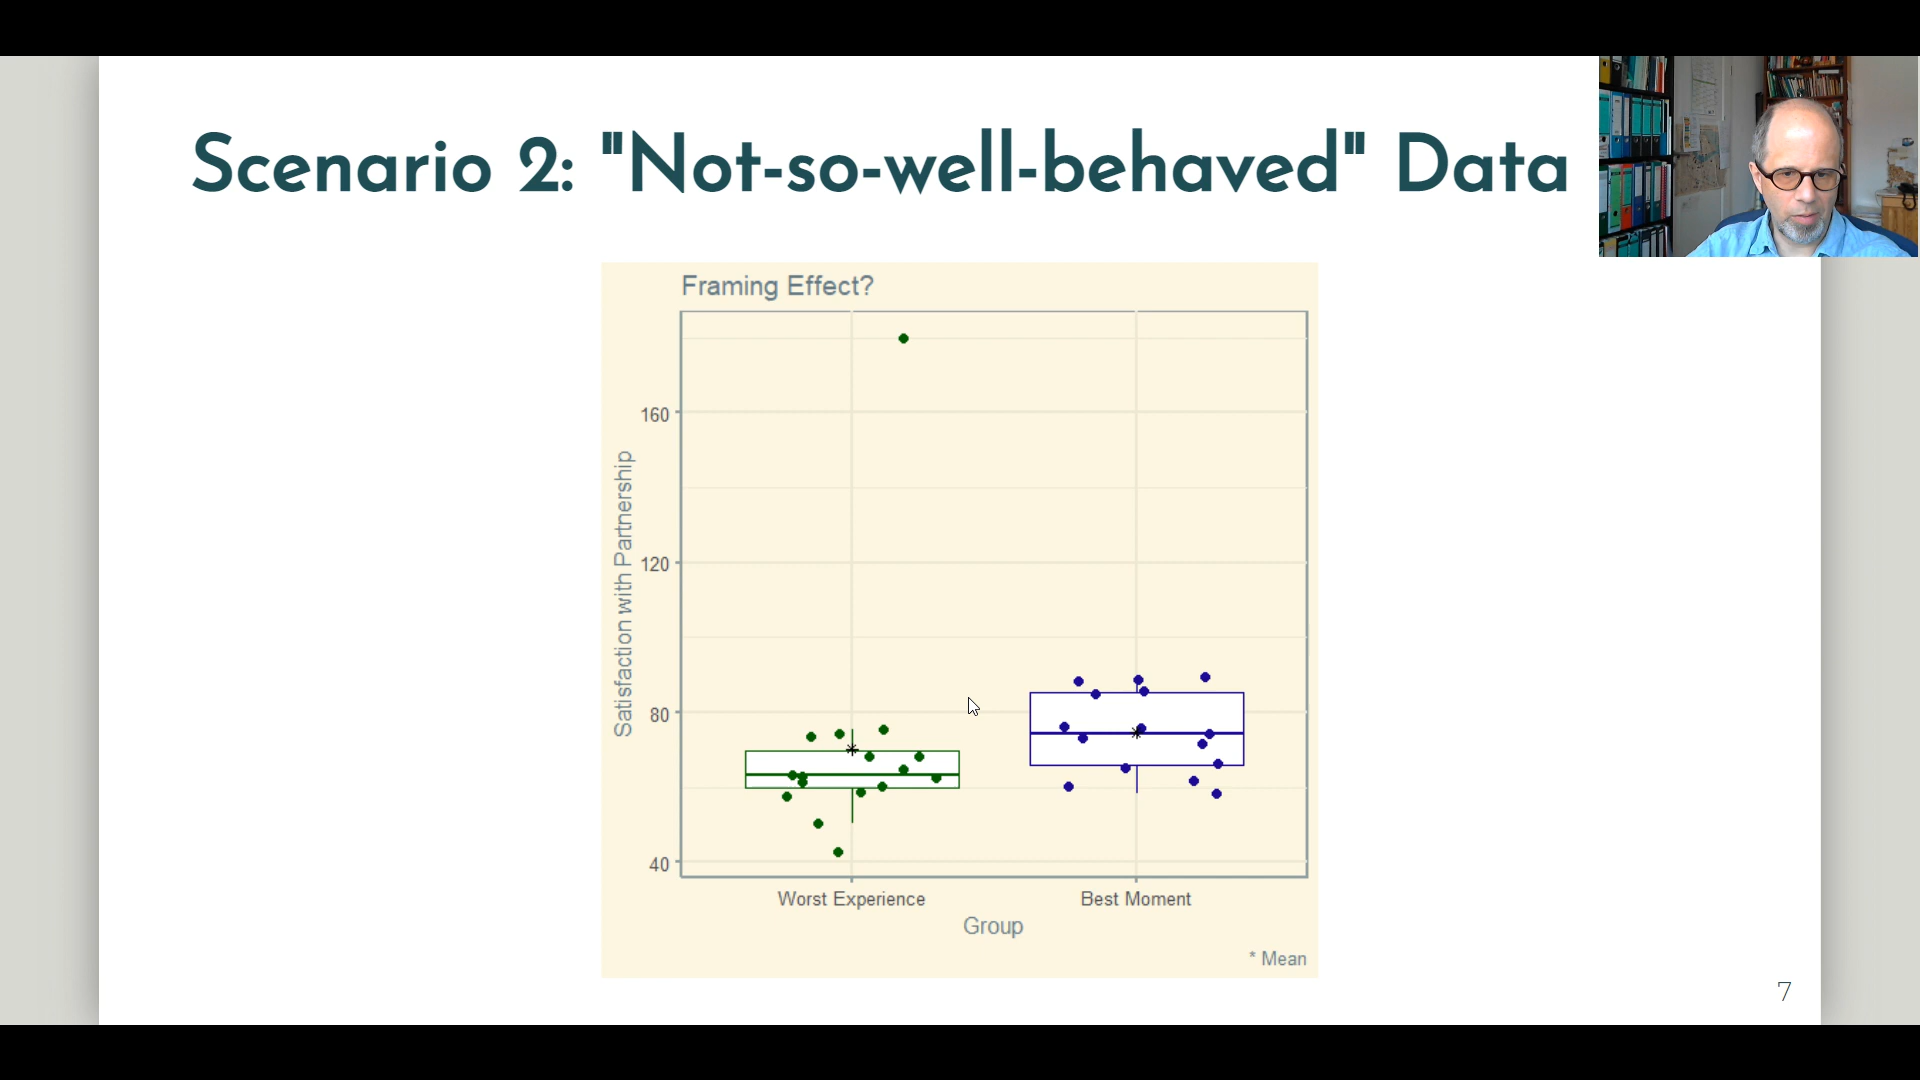 Scenario 2: "Not-so-well-behaved" Data
Framing Effect?
160
120
80
40
Satisfaction with Partnership
Worst Experience
Best Moment
Group
* Mean
7